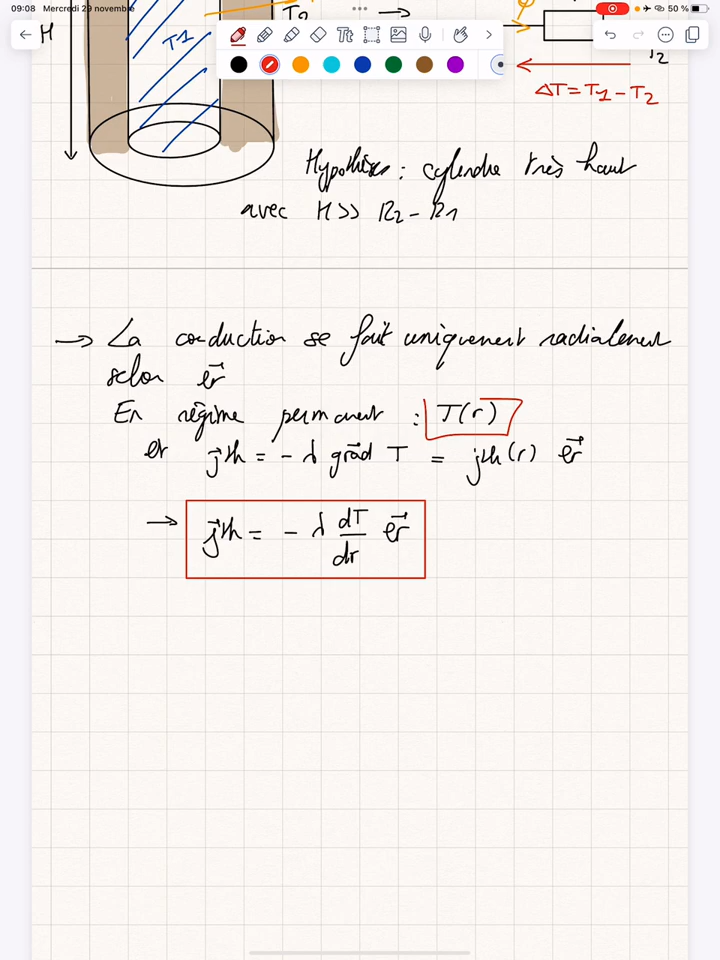 09:08 Mercredi 29 novembre
50 %
H
T1
T2
ΔT = T1 - T2
Hypothèse : cylindre très haut
avec H >> R2 - R1
→ La conduction se fait uniquement radialement
selon er
En régime permanent : T(r)
et jth = - λ grad T = jth(r) er
→ jth = - λ dT/dr er